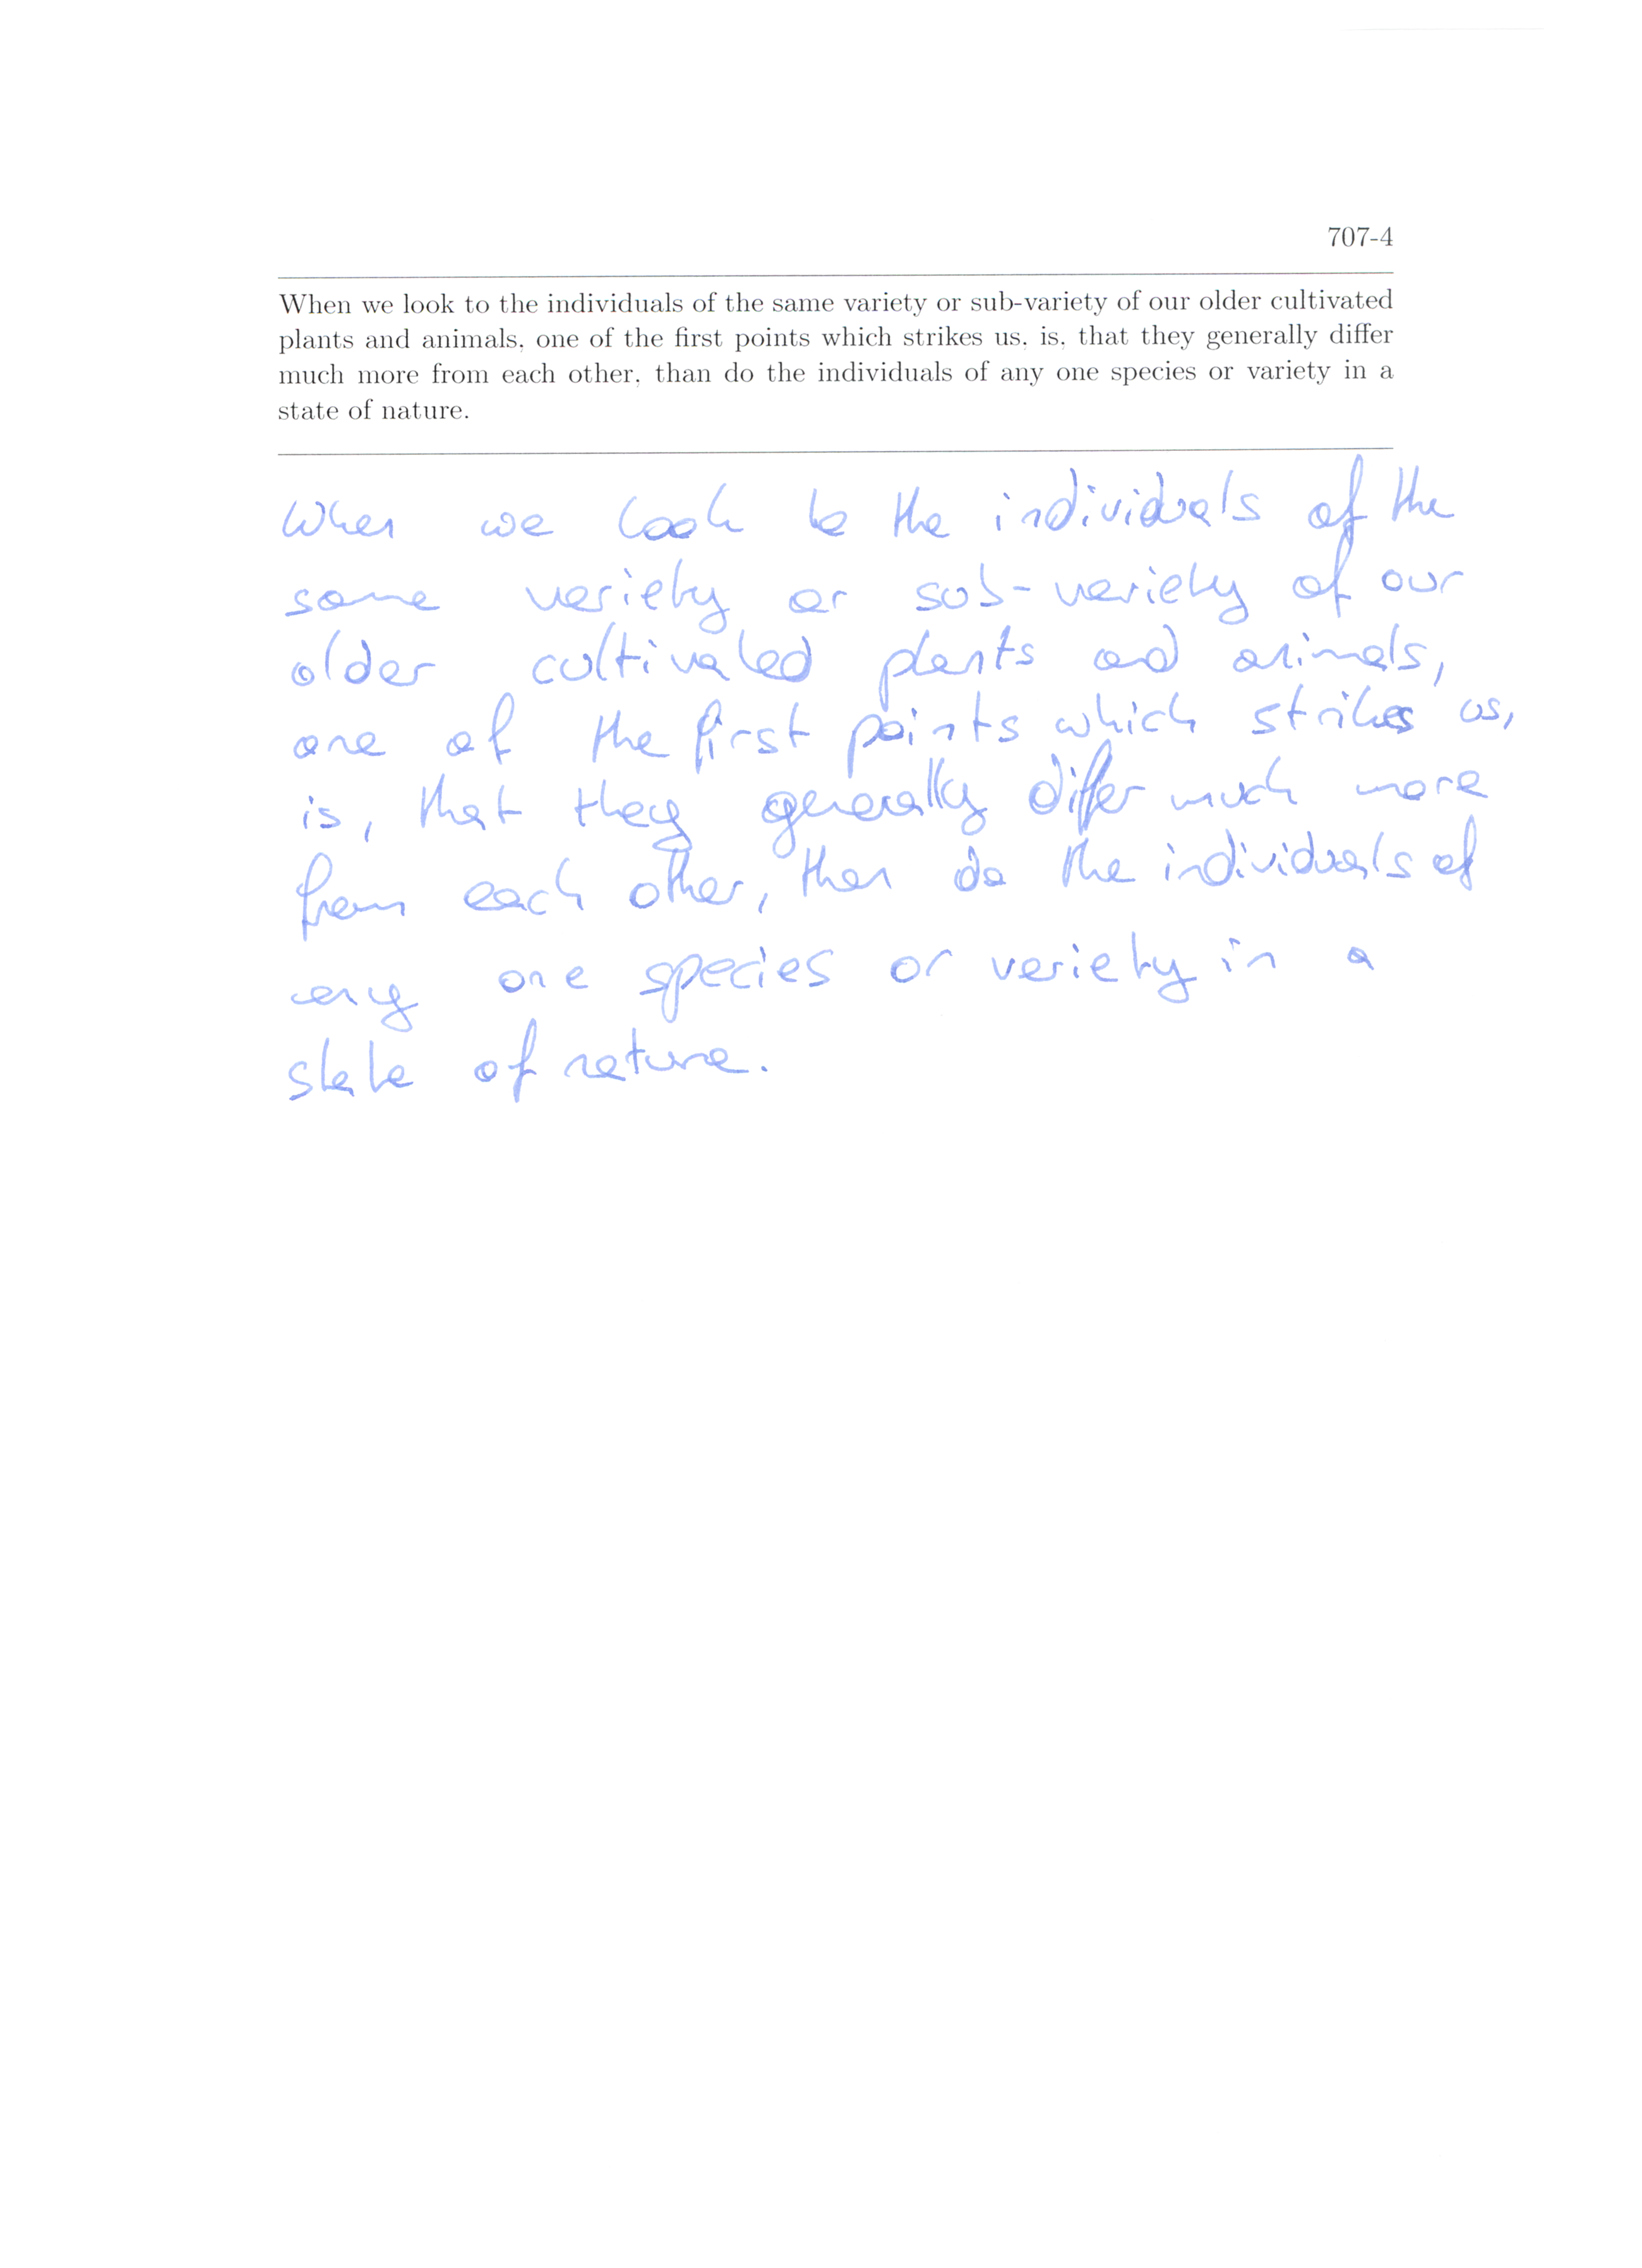 707-4
When we look to the individuals of the same variety or sub-variety of our older cultivated
plants and animals, one of the first points which strikes us, is, that they generally differ
much more from each other, than do the individuals of any one species or variety in a
state of nature.
When we look to the individuals of the
same variety or sub-variety of our
older cultivated plants and animals,
one of the first points which strikes us,
is, that they generally differ much more
from each other, than do the individuals of
any one species or variety in a
state of nature.